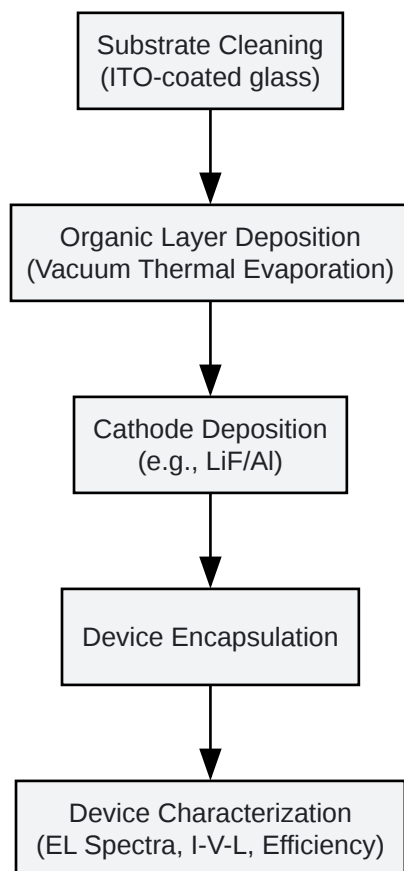 Substrate Cleaning
(ITO-coated glass)
Organic Layer Deposition
(Vacuum Thermal Evaporation)
Cathode Deposition
(e.g., LiF/Al)
Device Encapsulation
Device Characterization
(EL Spectra, I-V-L, Efficiency)